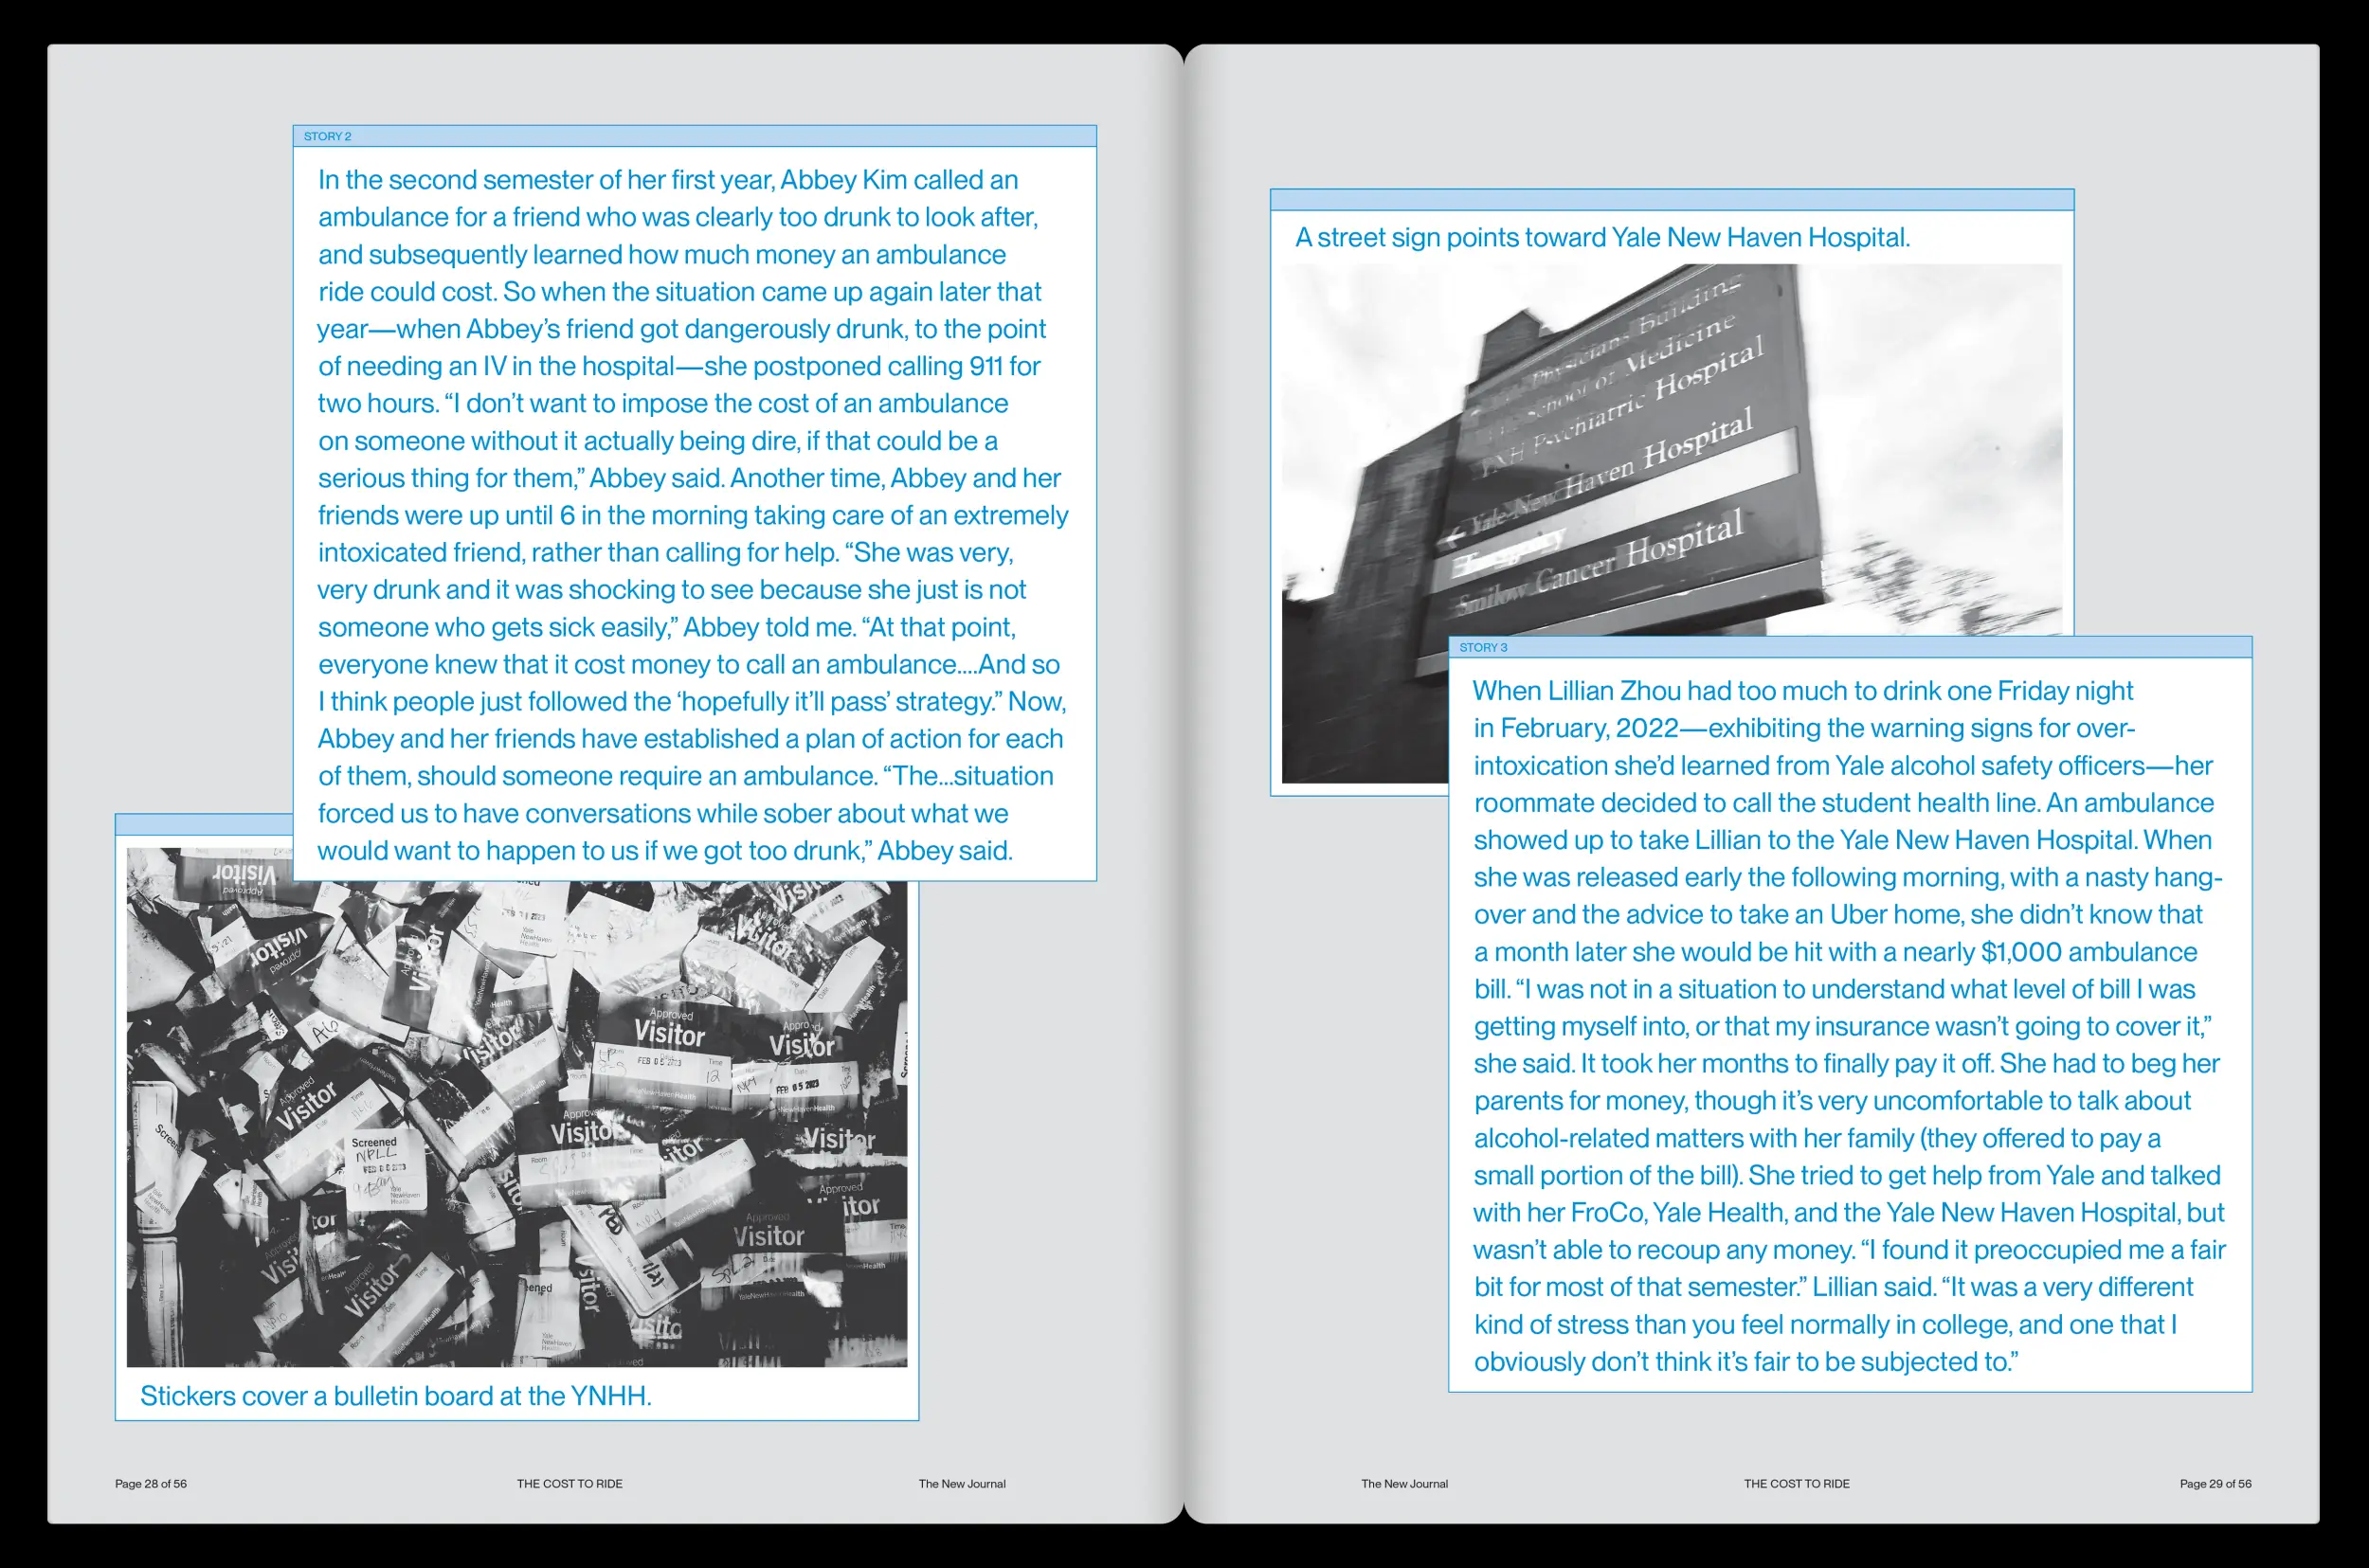 STORY 2
In the second semester of her first year, Abbey Kim called an
ambulance for a friend who was clearly too drunk to look after,
and subsequently learned how much money an ambulance
ride could cost. So when the situation came up again later that
year—when Abbey’s friend got dangerously drunk, to the point
of needing an IV in the hospital—she postponed calling 911 for
two hours. “I don’t want to impose the cost of an ambulance
on someone without it actually being dire, if that could be a
serious thing for them,” Abbey said. Another time, Abbey and her
friends were up until 6 in the morning taking care of an extremely
intoxicated friend, rather than calling for help. “She was very,
very drunk and it was shocking to see because she just is not
someone who gets sick easily,” Abbey told me. “At that point,
everyone knew that it cost money to call an ambulance....And so
I think people just followed the ‘hopefully it’ll pass’ strategy.” Now,
Abbey and her friends have established a plan of action for each
of them, should someone require an ambulance. “The...situation
forced us to have conversations while sober about what we
would want to happen to us if we got too drunk,” Abbey said.
Approved
Visitor
FEB 05 2023
Time
12
Approved
Visitor
FEB 05 2023
Approved
Visitor
Approved
Visitor
Visitor
Screened
NPLL
Yale
NewHaven
Health
Approved
Visitor
Approved
Visitor
Stickers cover a bulletin board at the YNHH.
Page 28 of 56
THE COST TO RIDE
The New Journal
A street sign points toward Yale New Haven Hospital.
Physicians Building
School of Medicine
YNH Psychiatric Hospital
← Yale-New Haven Hospital
Emergency
Smilow Cancer Hospital
STORY 3
When Lillian Zhou had too much to drink one Friday night
in February, 2022—exhibiting the warning signs for over-
intoxication she’d learned from Yale alcohol safety officers—her
roommate decided to call the student health line. An ambulance
showed up to take Lillian to the Yale New Haven Hospital. When
she was released early the following morning, with a nasty hang-
over and the advice to take an Uber home, she didn’t know that
a month later she would be hit with a nearly $1,000 ambulance
bill. “I was not in a situation to understand what level of bill I was
getting myself into, or that my insurance wasn’t going to cover it,”
she said. It took her months to finally pay it off. She had to beg her
parents for money, though it’s very uncomfortable to talk about
alcohol-related matters with her family (they offered to pay a
small portion of the bill). She tried to get help from Yale and talked
with her FroCo, Yale Health, and the Yale New Haven Hospital, but
wasn’t able to recoup any money. “I found it preoccupied me a fair
bit for most of that semester.” Lillian said. “It was a very different
kind of stress than you feel normally in college, and one that I
obviously don’t think it’s fair to be subjected to.”
The New Journal
THE COST TO RIDE
Page 29 of 56